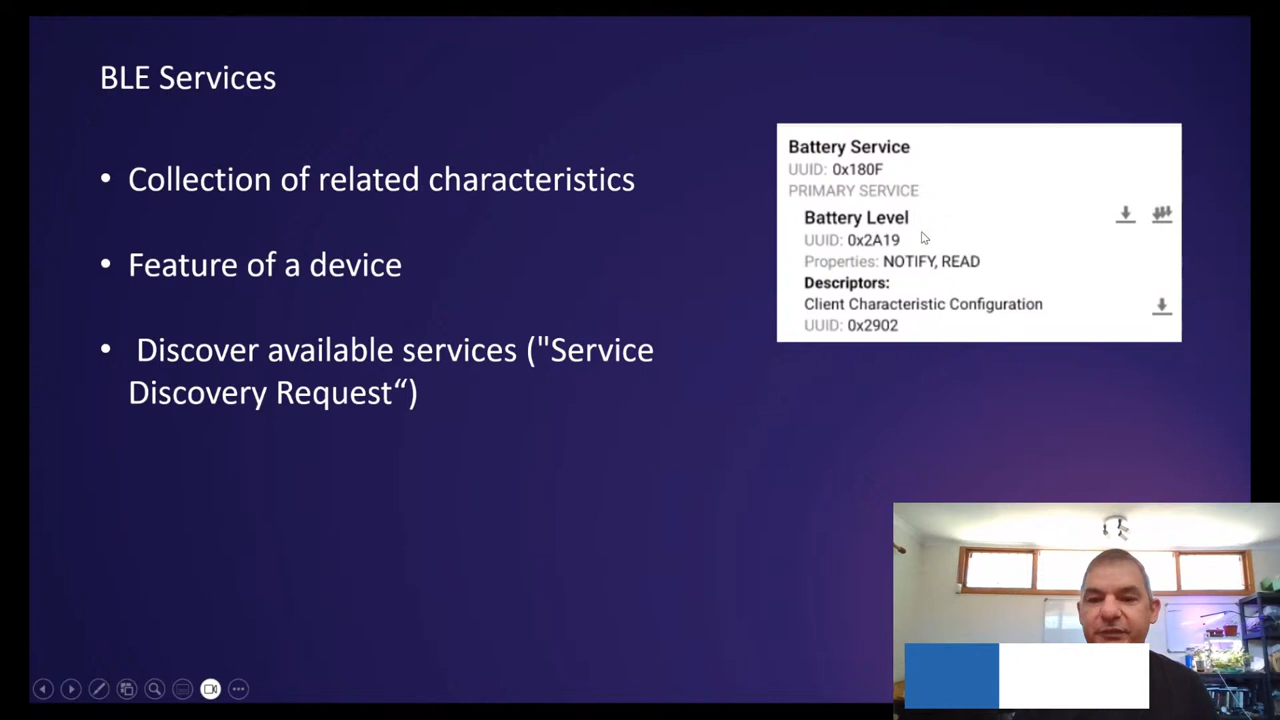 BLE Services
• Collection of related characteristics
• Feature of a device
• Discover available services ("Service
Discovery Request“)
Battery Service
UUID: 0x180F
PRIMARY SERVICE
Battery Level
UUID: 0x2A19
Properties: NOTIFY, READ
Descriptors:
Client Characteristic Configuration
UUID: 0x2902